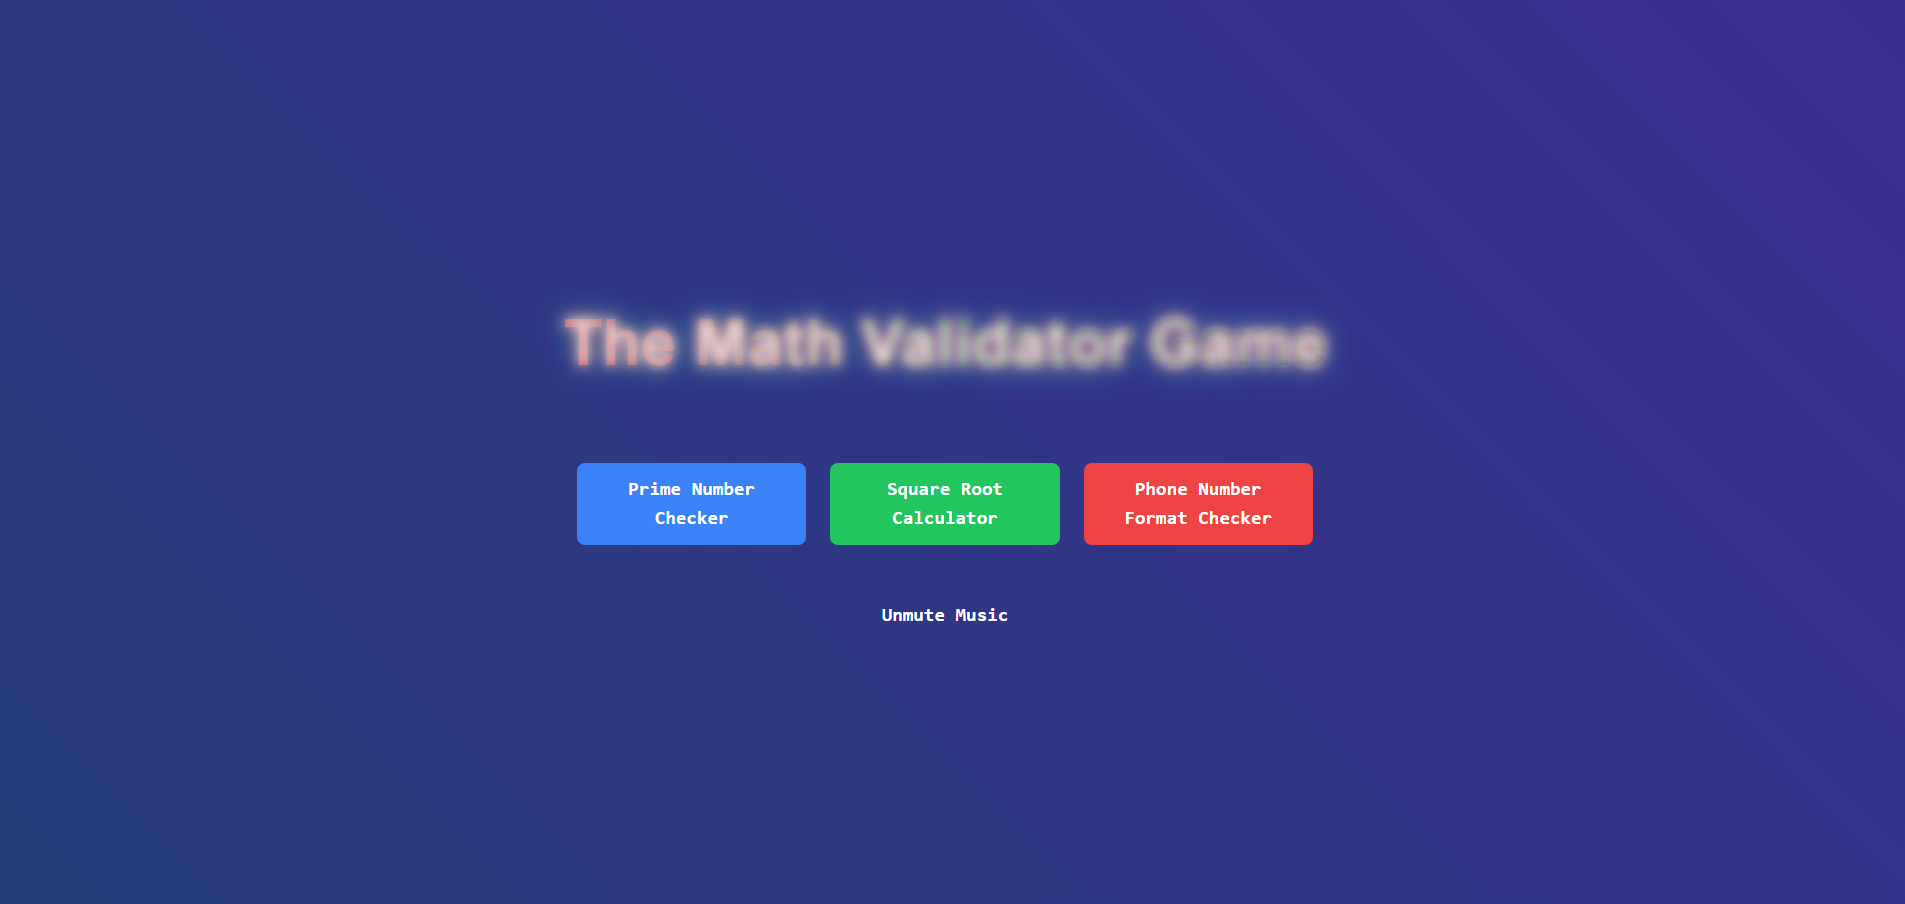 The Math Validator Game
Prime Number
Checker
Square Root
Calculator
Phone Number
Format Checker
Unmute Music